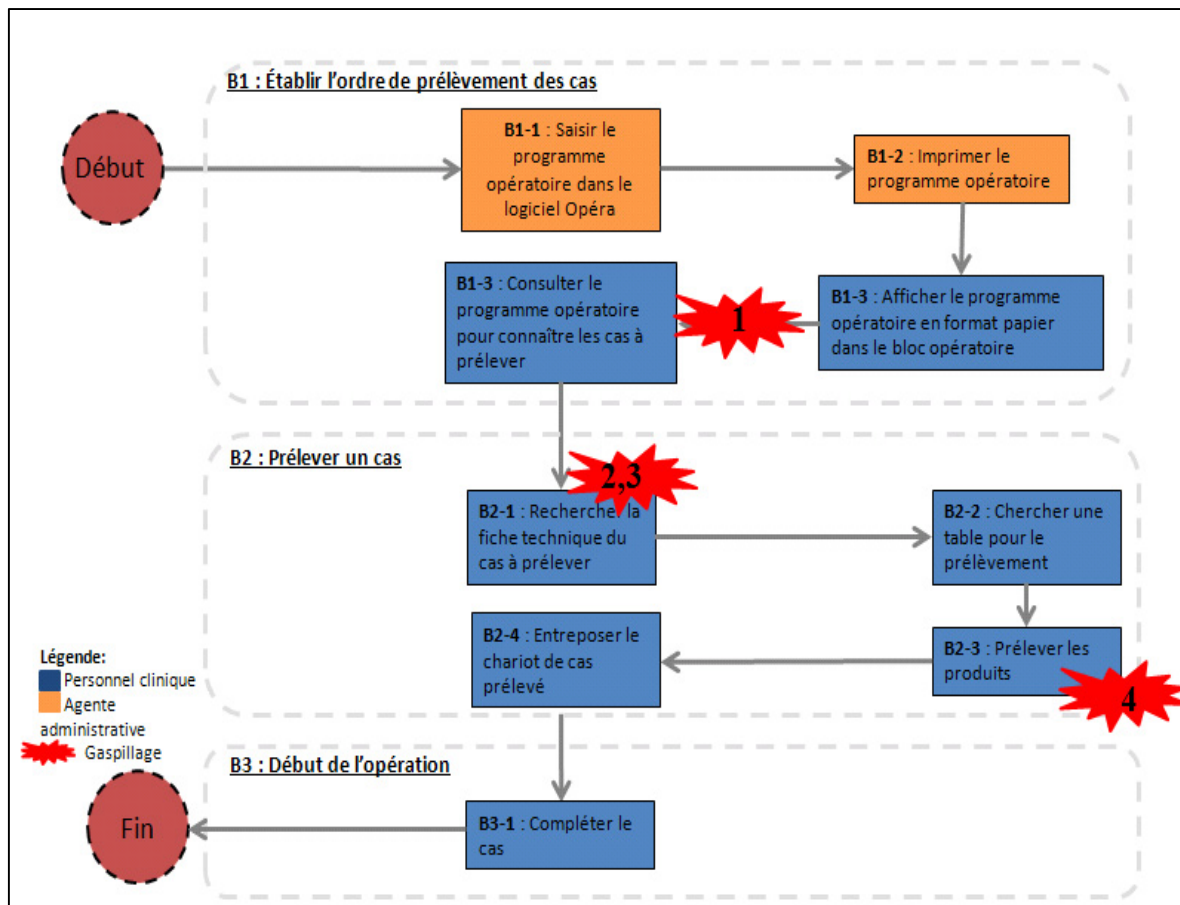 B1 : Établir l’ordre de prélèvement des cas
Début
B1-1 : Saisir le
programme
opératoire dans le
logiciel Opéra
B1-2 : Imprimer le
programme opératoire
B1-3 : Consulter le
programme opératoire
pour connaître les cas à
prélever
1
B1-3 : Afficher le programme
opératoire en format papier
dans le bloc opératoire
B2 : Prélever un cas
2,3
B2-1 : Rechercher la
fiche technique du
cas à prélever
B2-2 : Chercher une
table pour le
prélèvement
B2-4 : Entreposer le
chariot de cas
prélevé
B2-3 : Prélever les
produits
4
Légende:
Personnel clinique
Agente
administrative
Gaspillage
B3 : Début de l’opération
Fin
B3-1 : Compléter le
cas